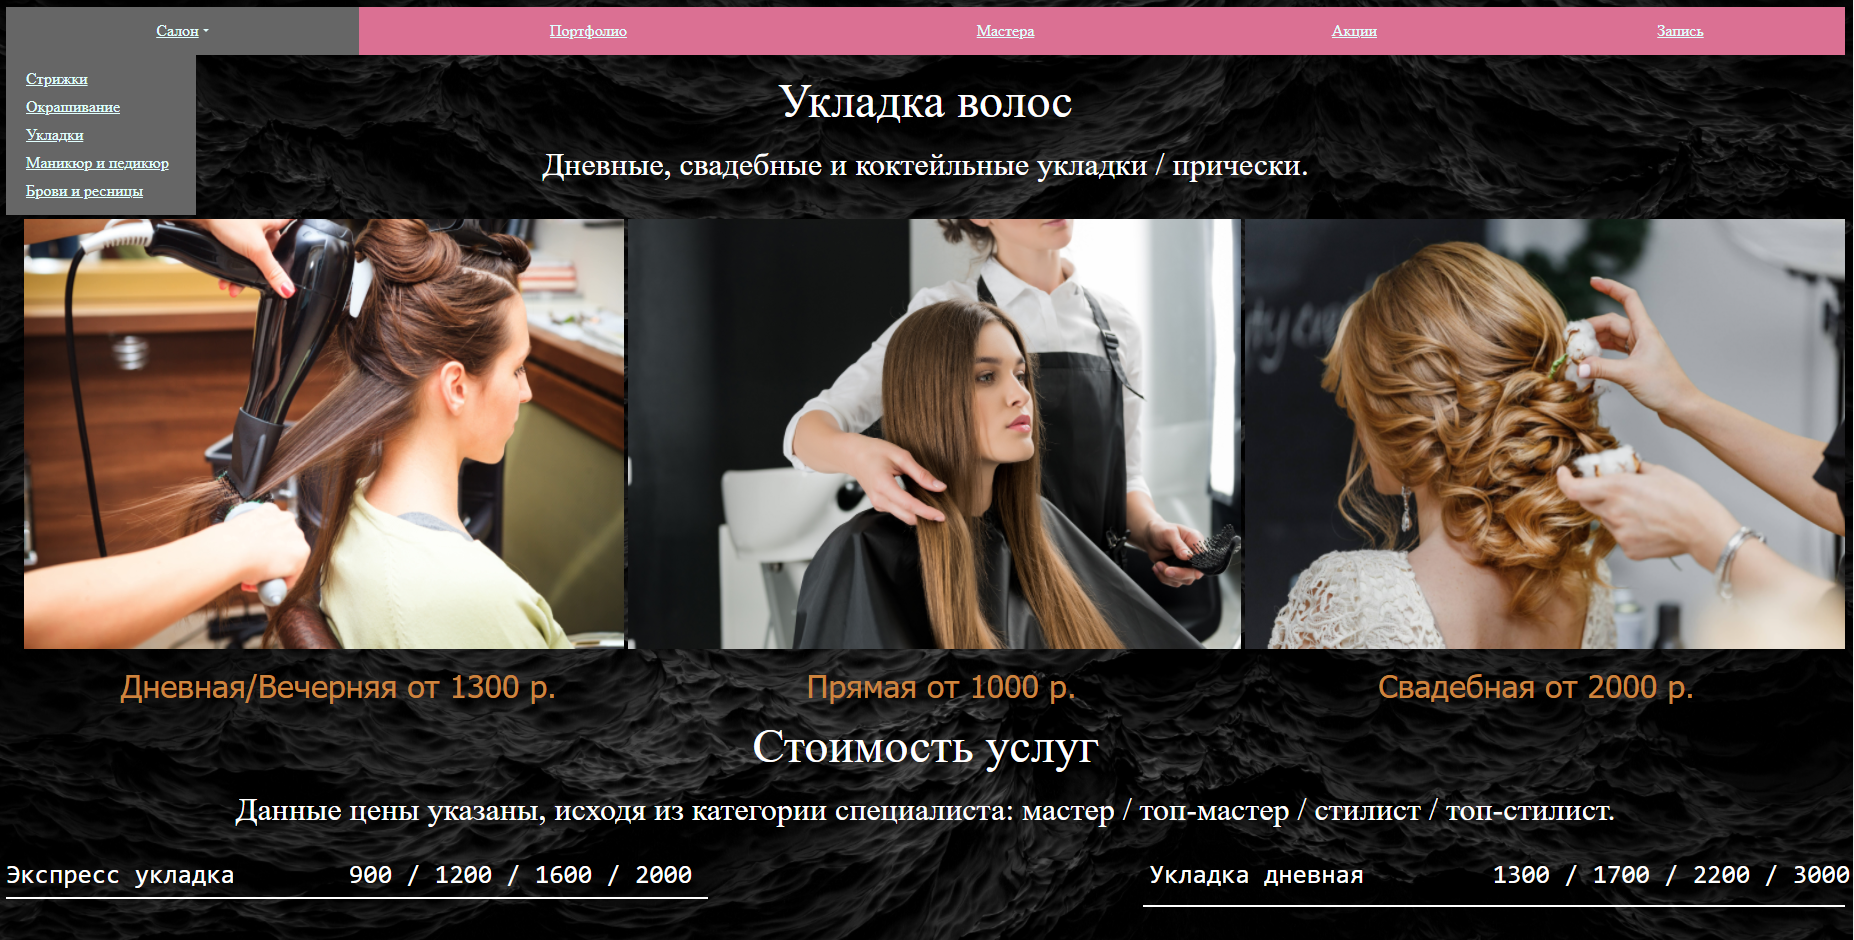 Салон Портфолио Мастера Акции Запись
Стрижки
Окрашивание
Укладки
Маникюр и педикюр
Брови и ресницы
Укладка волос
Дневные, свадебные и коктейльные укладки / прически.
Дневная/Вечерняя от 1300 р. Прямая от 1000 р. Свадебная от 2000 р.
Стоимость услуг
Данные цены указаны, исходя из категории специалиста: мастер / топ-мастер / стилист / топ-стилист.
Экспресс укладка 900 / 1200 / 1600 / 2000 Укладка дневная 1300 / 1700 / 2200 / 3000